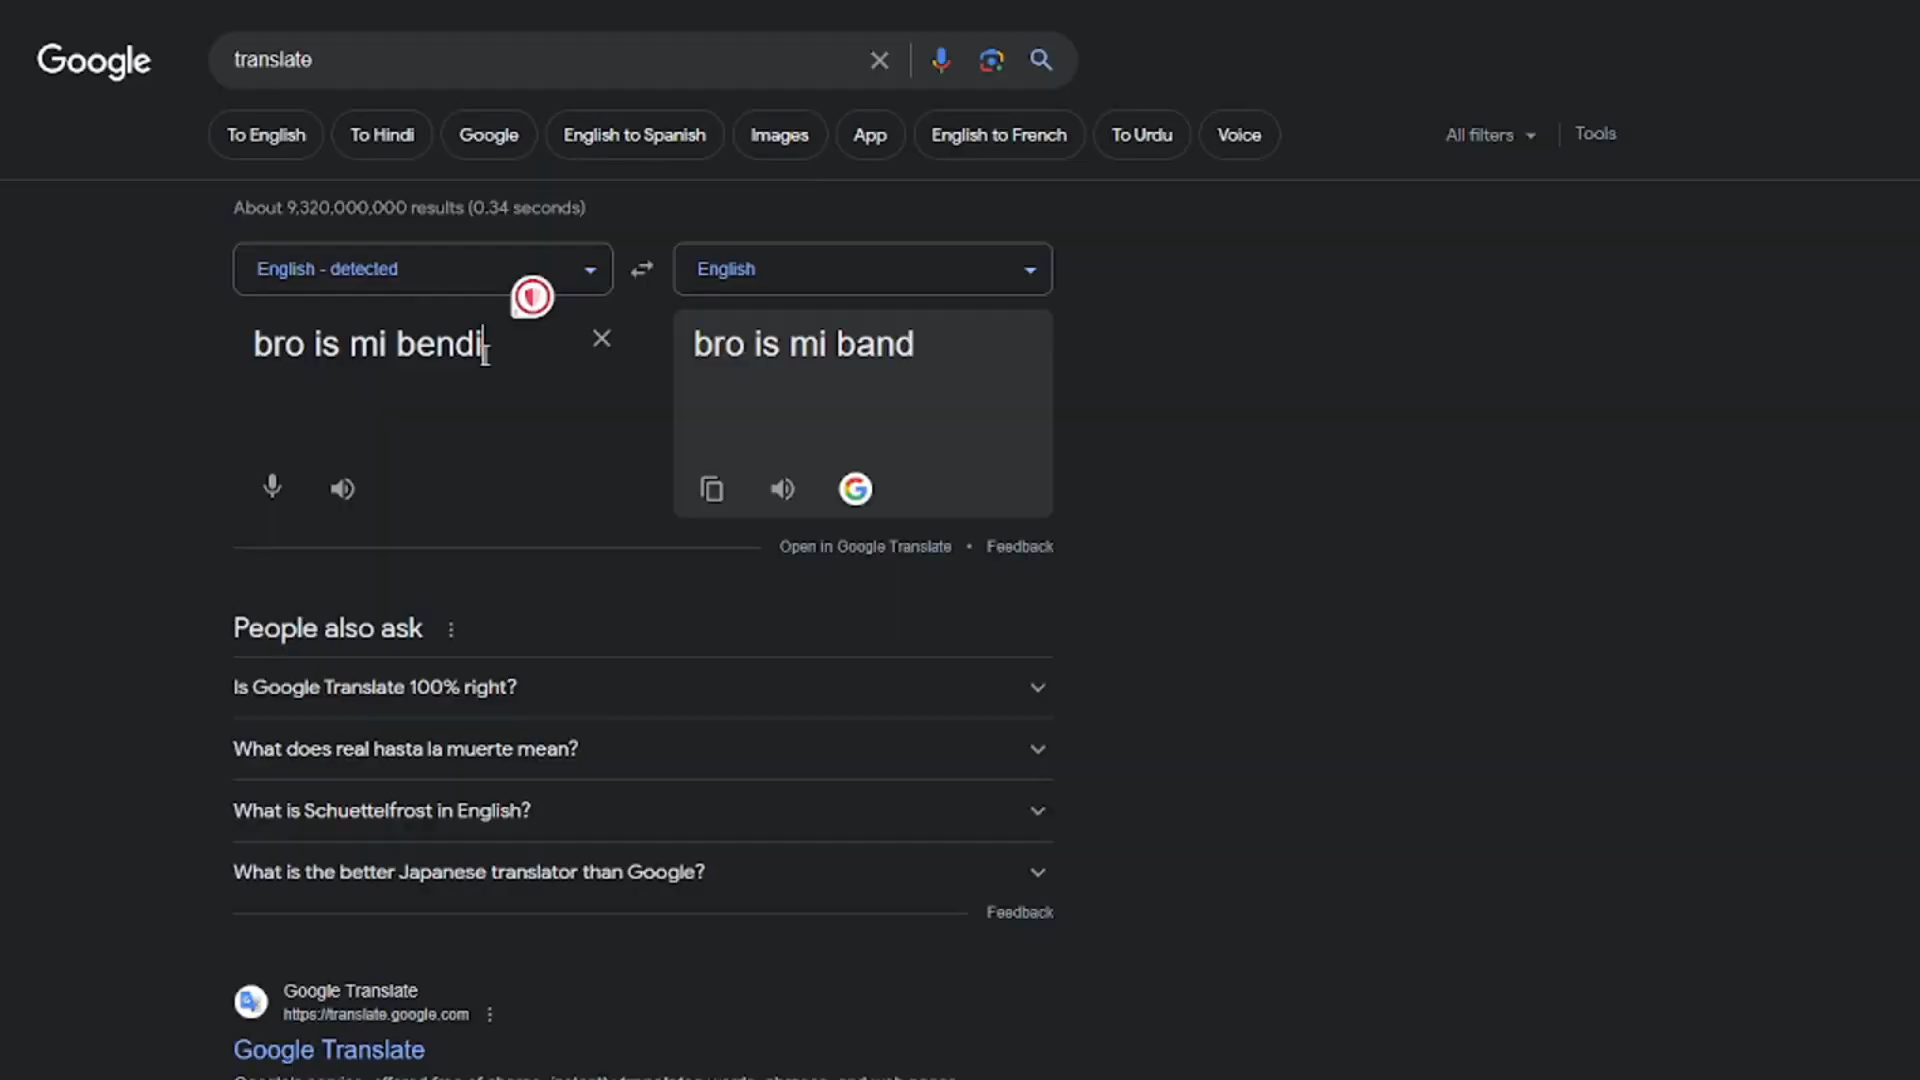 Google
translate
To English To Hindi Google English to Spanish Images App English to French To Urdu Voice All filters Tools
About 9,320,000,000 results (0.34 seconds)
English - detected English
bro is mi bendi bro is mi band
Open in Google Translate • Feedback
People also ask
Is Google Translate 100% right?
What does real hasta la muerte mean?
What is Schuettelfrost in English?
What is the better Japanese translator than Google?
Feedback
Google Translate
https://translate.google.com
Google Translate